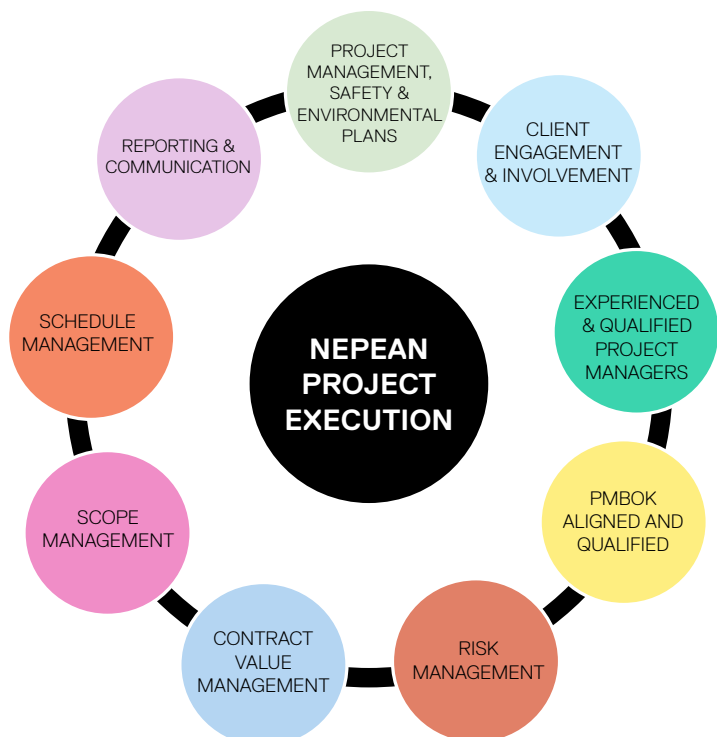 PROJECT
MANAGEMENT,
SAFETY &
ENVIRONMENTAL
PLANS
CLIENT
ENGAGEMENT
& INVOLVEMENT
EXPERIENCED
& QUALIFIED
PROJECT
MANAGERS
PMBOK
ALIGNED AND
QUALIFIED
RISK
MANAGEMENT
CONTRACT
VALUE
MANAGEMENT
SCOPE
MANAGEMENT
SCHEDULE
MANAGEMENT
REPORTING &
COMMUNICATION
NEPEAN
PROJECT
EXECUTION